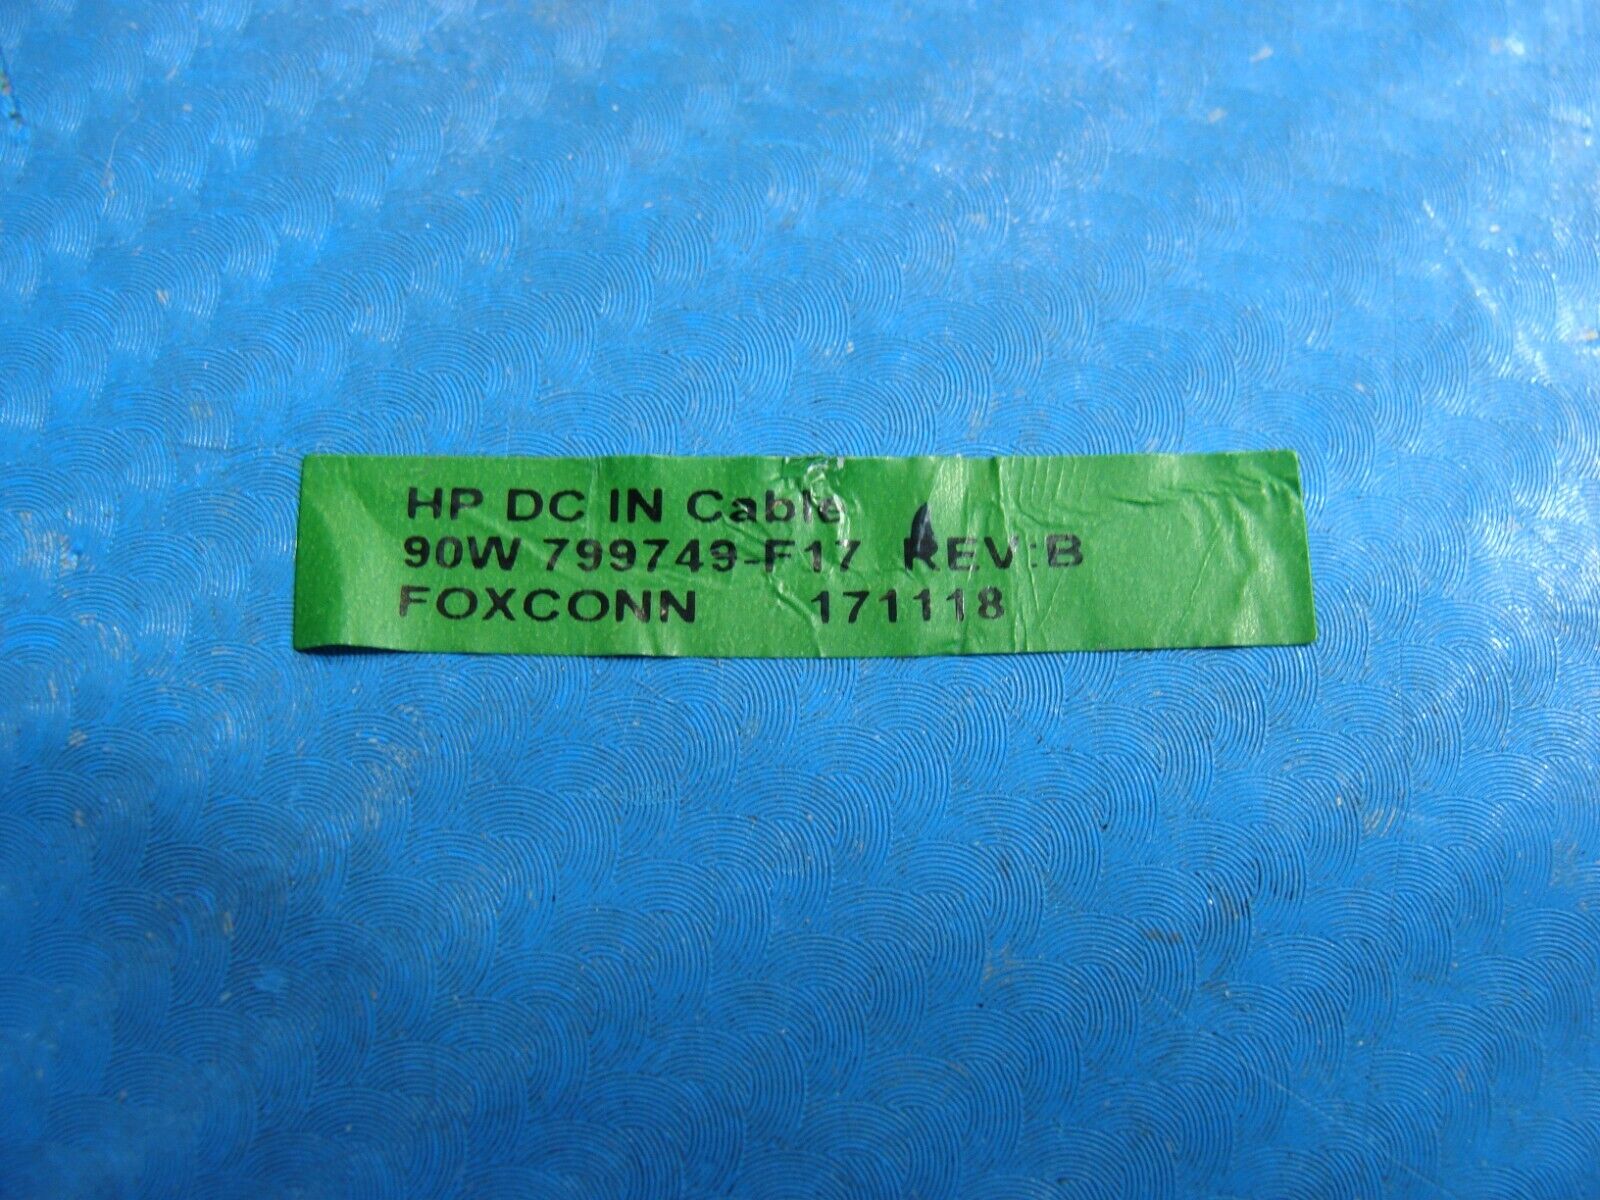 HP DC IN Cable
90W 799749-F17 REV:B
FOXCONN 171118